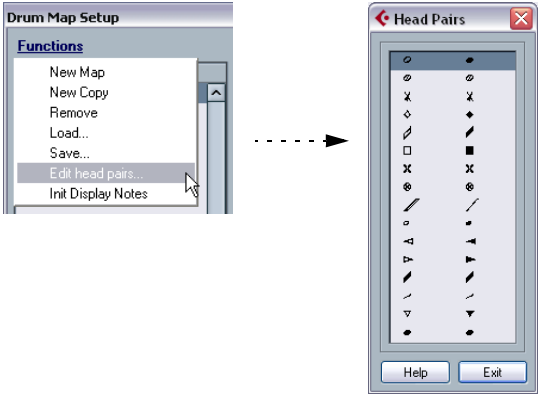 Drum Map Setup
Functions
New Map
New Copy
Remove
Load...
Save...
Edit head pairs...
Init Display Notes
Head Pairs
Help
Exit